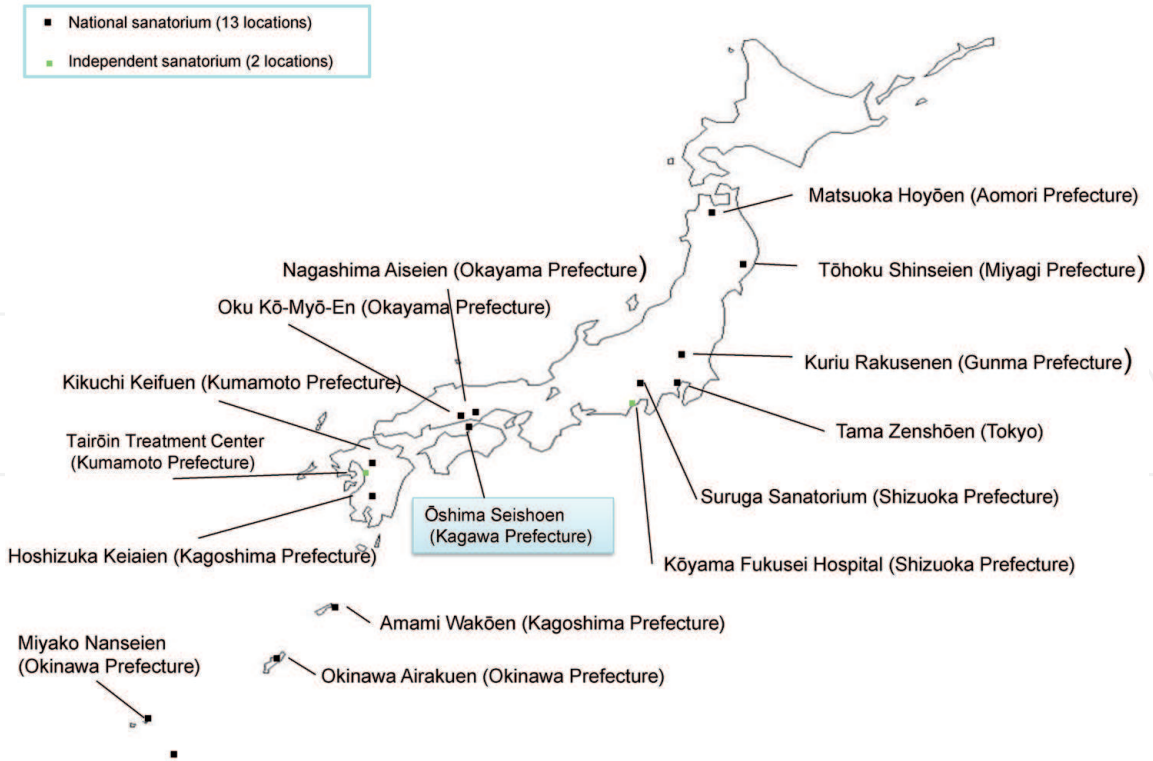 National sanatorium (13 locations)
Independent sanatorium (2 locations)
Matsuoka Hoyōen (Aomori Prefecture)
Nagashima Aiseien (Okayama Prefecture)
Tōhoku Shinseien (Miyagi Prefecture)
Oku Kō-Myō-En (Okayama Prefecture)
Kuriu Rakusenen (Gunma Prefecture)
Kikuchi Keifuen (Kumamoto Prefecture)
Tama Zenshōen (Tokyo)
Tairōin Treatment Center
(Kumamoto Prefecture)
Suruga Sanatorium (Shizuoka Prefecture)
Ōshima Seishoen
(Kagawa Prefecture)
Hoshizuka Keiaien (Kagoshima Prefecture)
Kōyama Fukusei Hospital (Shizuoka Prefecture)
Amami Wakōen (Kagoshima Prefecture)
Miyako Nanseien
(Okinawa Prefecture)
Okinawa Airakuen (Okinawa Prefecture)